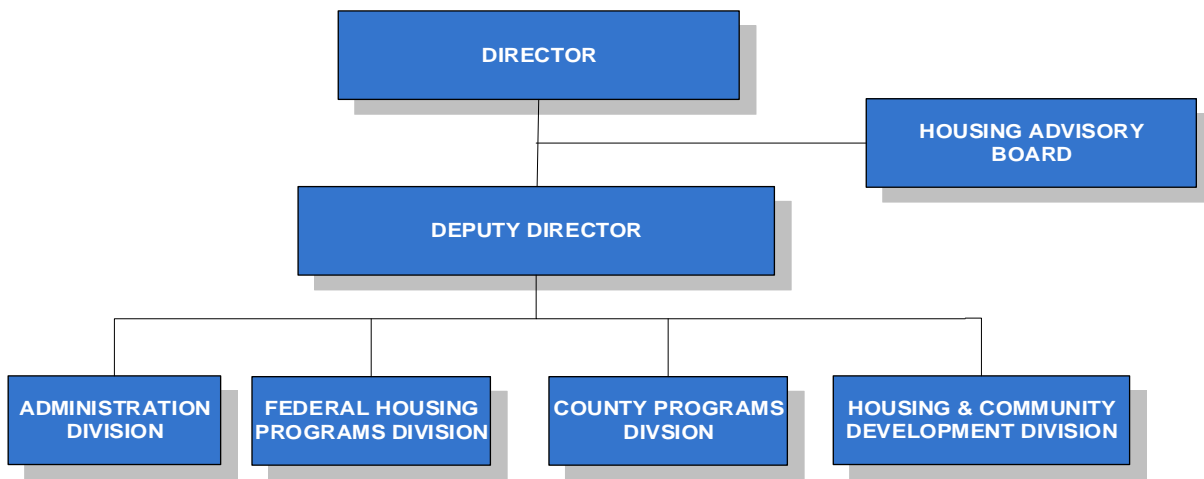 DIRECTOR
HOUSING ADVISORY
BOARD
DEPUTY DIRECTOR
ADMINISTRATION
DIVISION
FEDERAL HOUSING
PROGRAMS DIVISION
COUNTY PROGRAMS
DIVSION
HOUSING & COMMUNITY
DEVELOPMENT DIVISION